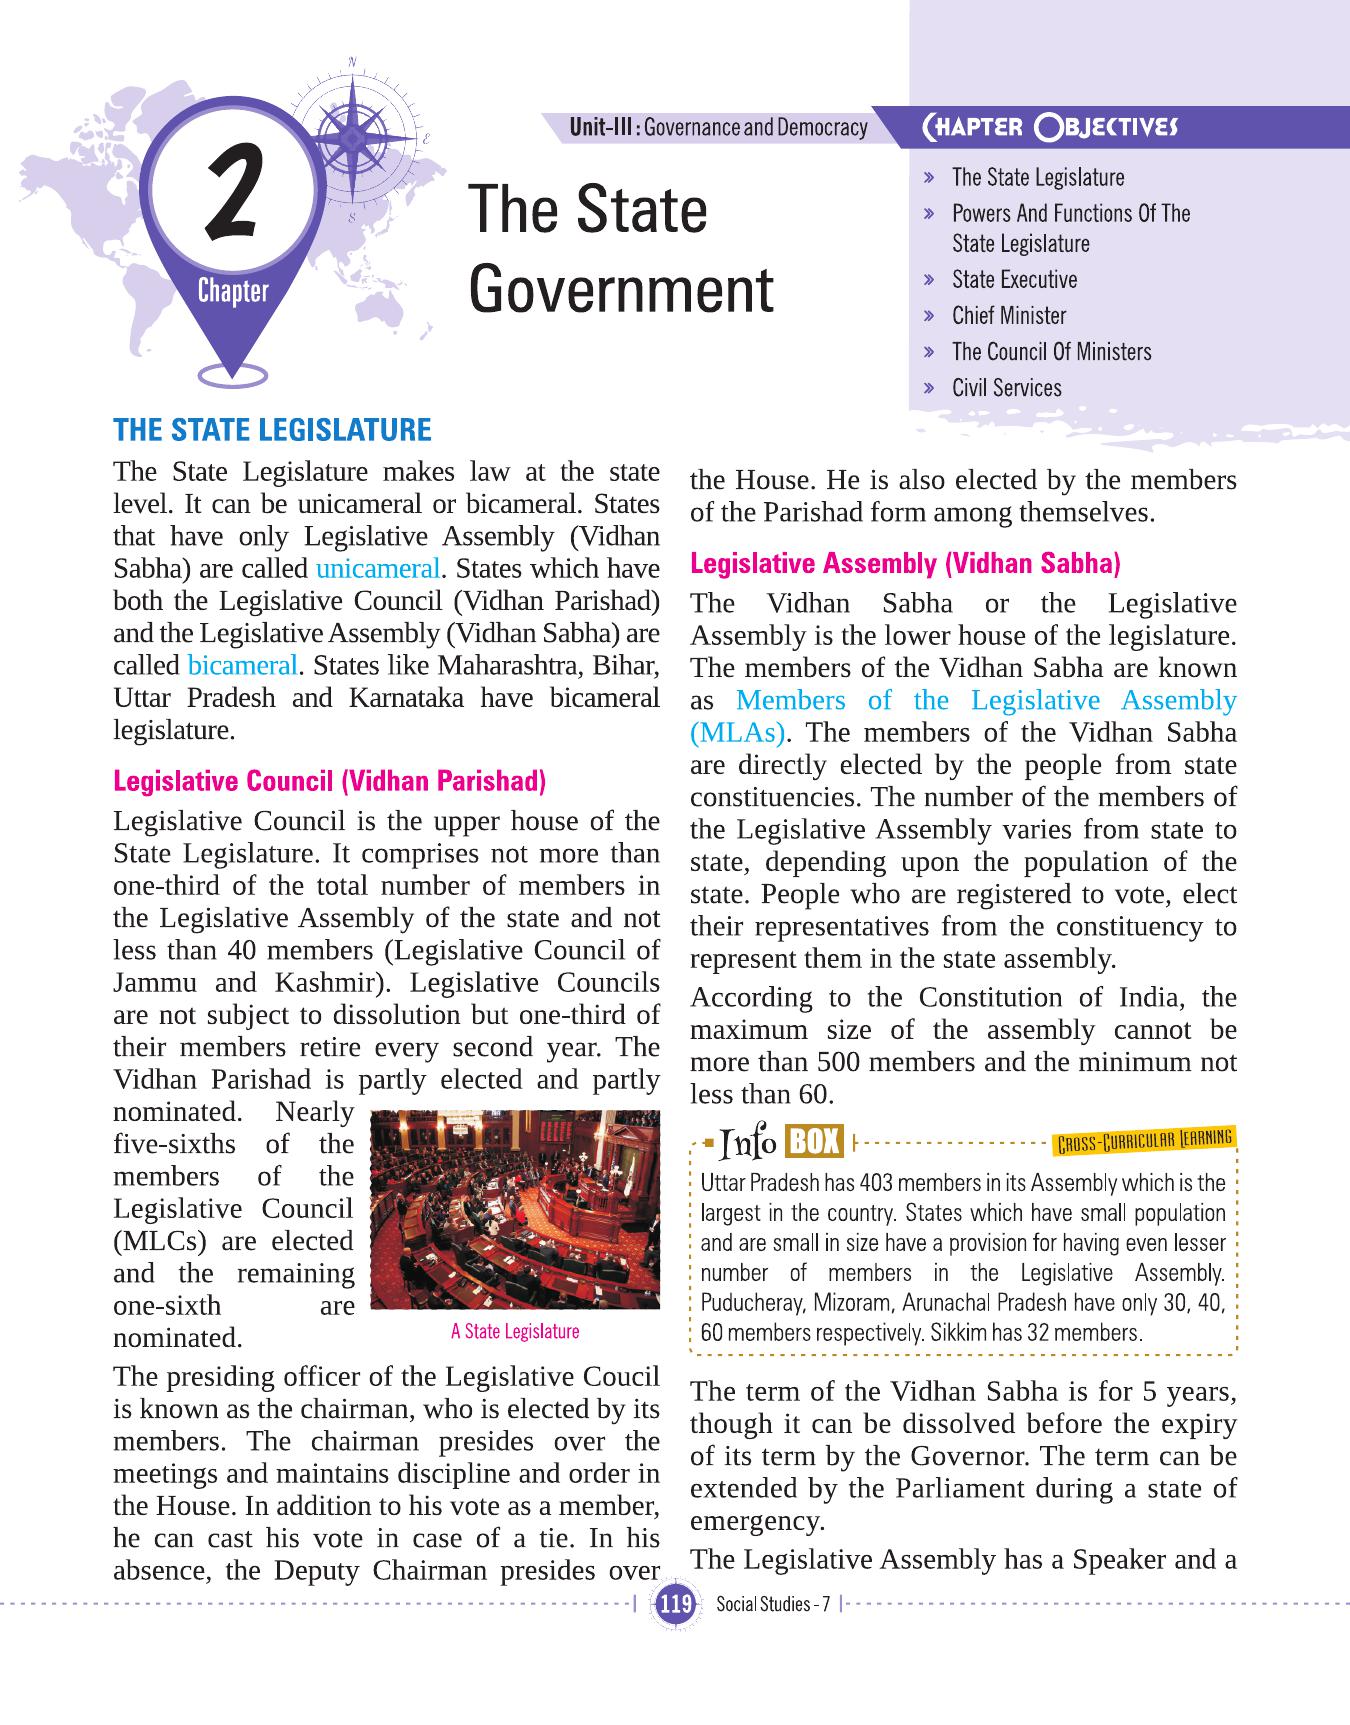 N
E
S
2
Chapter
Unit-III : Governance and Democracy
The State
Government
CHAPTER OBJECTIVES
» The State Legislature
» Powers And Functions Of The
State Legislature
» State Executive
» Chief Minister
» The Council Of Ministers
» Civil Services
THE STATE LEGISLATURE
The State Legislature makes law at the state
level. It can be unicameral or bicameral. States
that have only Legislative Assembly (Vidhan
Sabha) are called unicameral. States which have
both the Legislative Council (Vidhan Parishad)
and the Legislative Assembly (Vidhan Sabha) are
called bicameral. States like Maharashtra, Bihar,
Uttar Pradesh and Karnataka have bicameral
legislature.
Legislative Council (Vidhan Parishad)
Legislative Council is the upper house of the
State Legislature. It comprises not more than
one-third of the total number of members in
the Legislative Assembly of the state and not
less than 40 members (Legislative Council of
Jammu and Kashmir). Legislative Councils
are not subject to dissolution but one-third of
their members retire every second year. The
Vidhan Parishad is partly elected and partly
nominated. Nearly
five-sixths of the
members of the
Legislative Council
(MLCs) are elected
and the remaining
one-sixth are
nominated.
A State Legislature
The presiding officer of the Legislative Coucil
is known as the chairman, who is elected by its
members. The chairman presides over the
meetings and maintains discipline and order in
the House. In addition to his vote as a member,
he can cast his vote in case of a tie. In his
absence, the Deputy Chairman presides over
the House. He is also elected by the members
of the Parishad form among themselves.
Legislative Assembly (Vidhan Sabha)
The Vidhan Sabha or the Legislative
Assembly is the lower house of the legislature.
The members of the Vidhan Sabha are known
as Members of the Legislative Assembly
(MLAs). The members of the Vidhan Sabha
are directly elected by the people from state
constituencies. The number of the members of
the Legislative Assembly varies from state to
state, depending upon the population of the
state. People who are registered to vote, elect
their representatives from the constituency to
represent them in the state assembly.
According to the Constitution of India, the
maximum size of the assembly cannot be
more than 500 members and the minimum not
less than 60.
Info BOX
CROSS-CURRICULAR LEARNING
Uttar Pradesh has 403 members in its Assembly which is the
largest in the country. States which have small population
and are small in size have a provision for having even lesser
number of members in the Legislative Assembly.
Puducheray, Mizoram, Arunachal Pradesh have only 30, 40,
60 members respectively. Sikkim has 32 members.
The term of the Vidhan Sabha is for 5 years,
though it can be dissolved before the expiry
of its term by the Governor. The term can be
extended by the Parliament during a state of
emergency.
The Legislative Assembly has a Speaker and a
119
Social Studies - 7